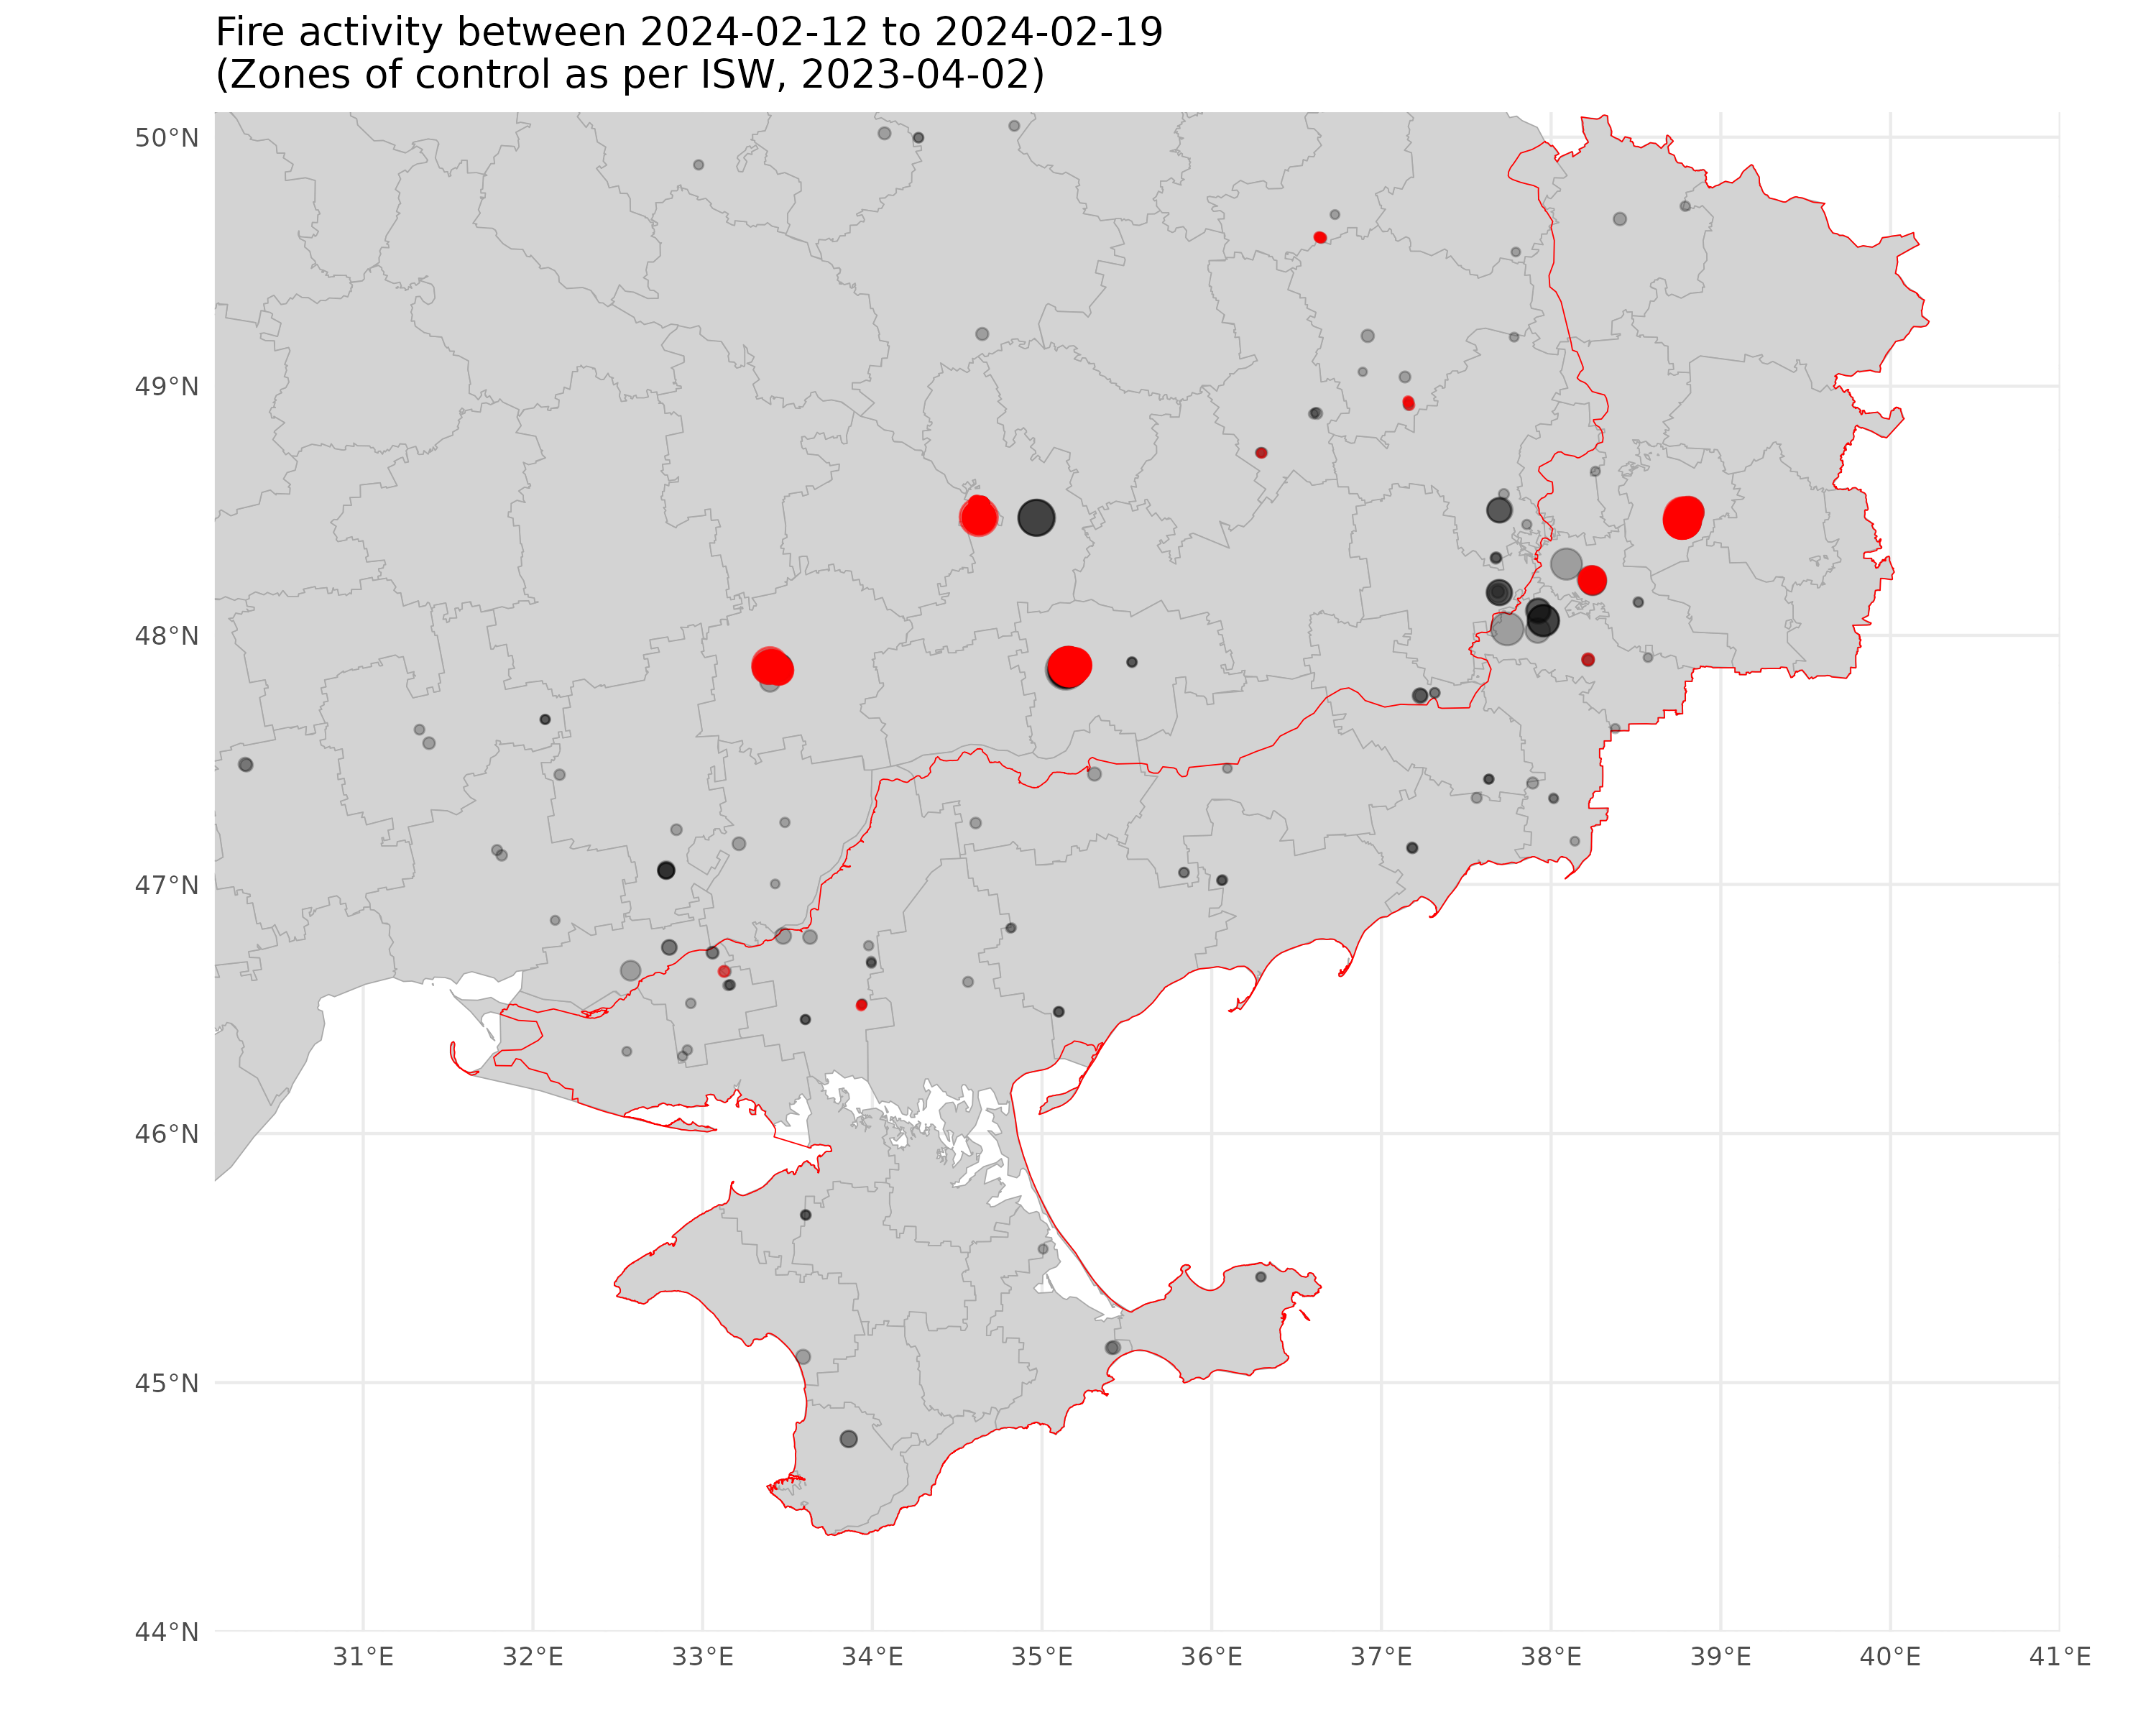 Fire activity between 2024-02-12 to 2024-02-19
(Zones of control as per ISW, 2023-04-02)
50°N
49°N
48°N
47°N
46°N
45°N
44°N
31°E 32°E 33°E 34°E 35°E 36°E 37°E 38°E 39°E 40°E 41°E